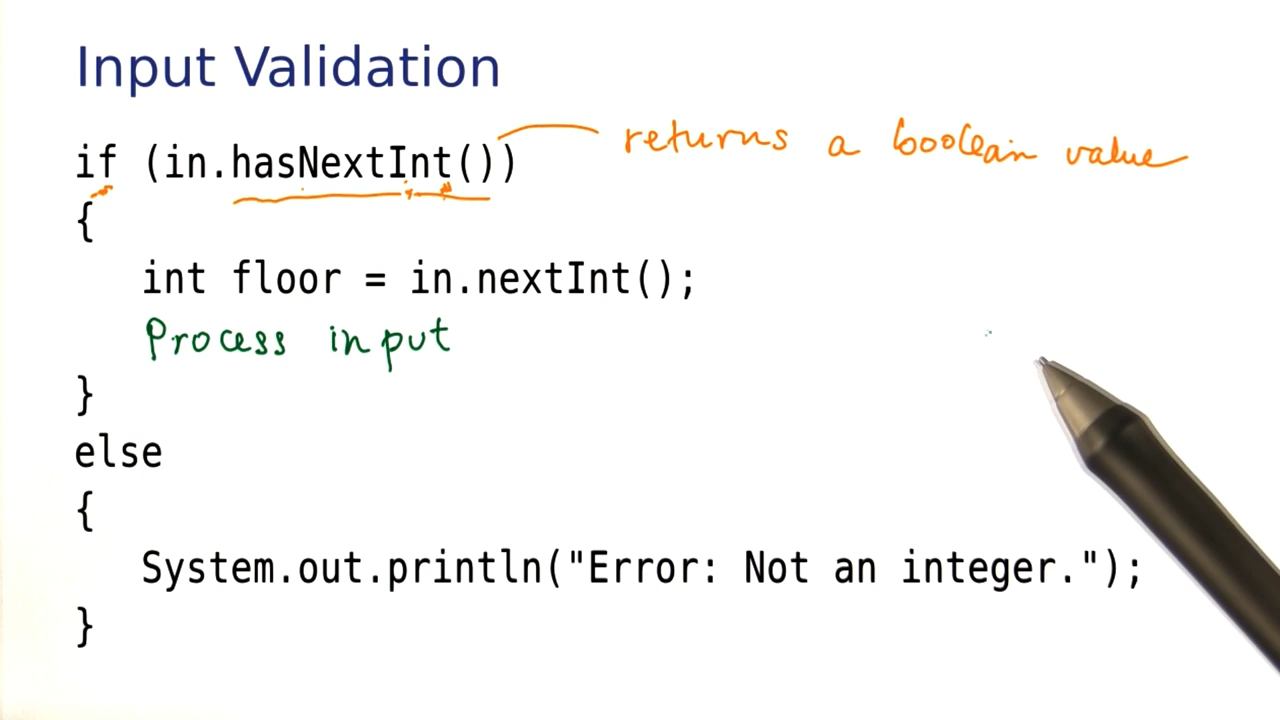 Input Validation
if (in.hasNextInt()) returns a boolean value
{
int floor = in.nextInt();
Process input
}
else
{
System.out.println("Error: Not an integer.");
}